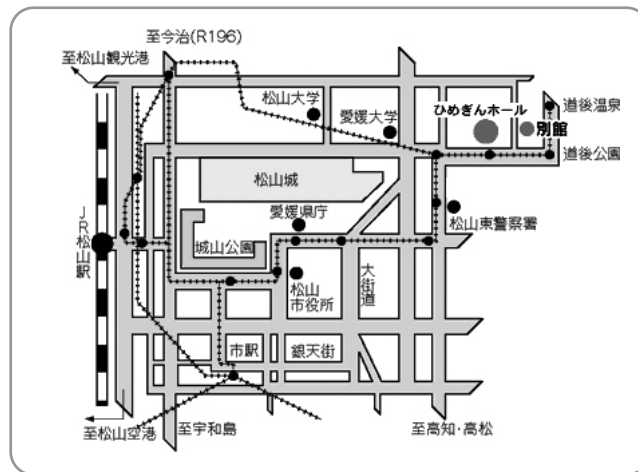 至今治(R196)
至松山観光港
松山大学
愛媛大学
ひめぎんホール
別館
道後温泉
道後公園
松山城
愛媛県庁
松山東警察署
城山公園
JR松山駅
松山
市役所
大街道
市駅
銀天街
至松山空港
至宇和島
至高知・高松